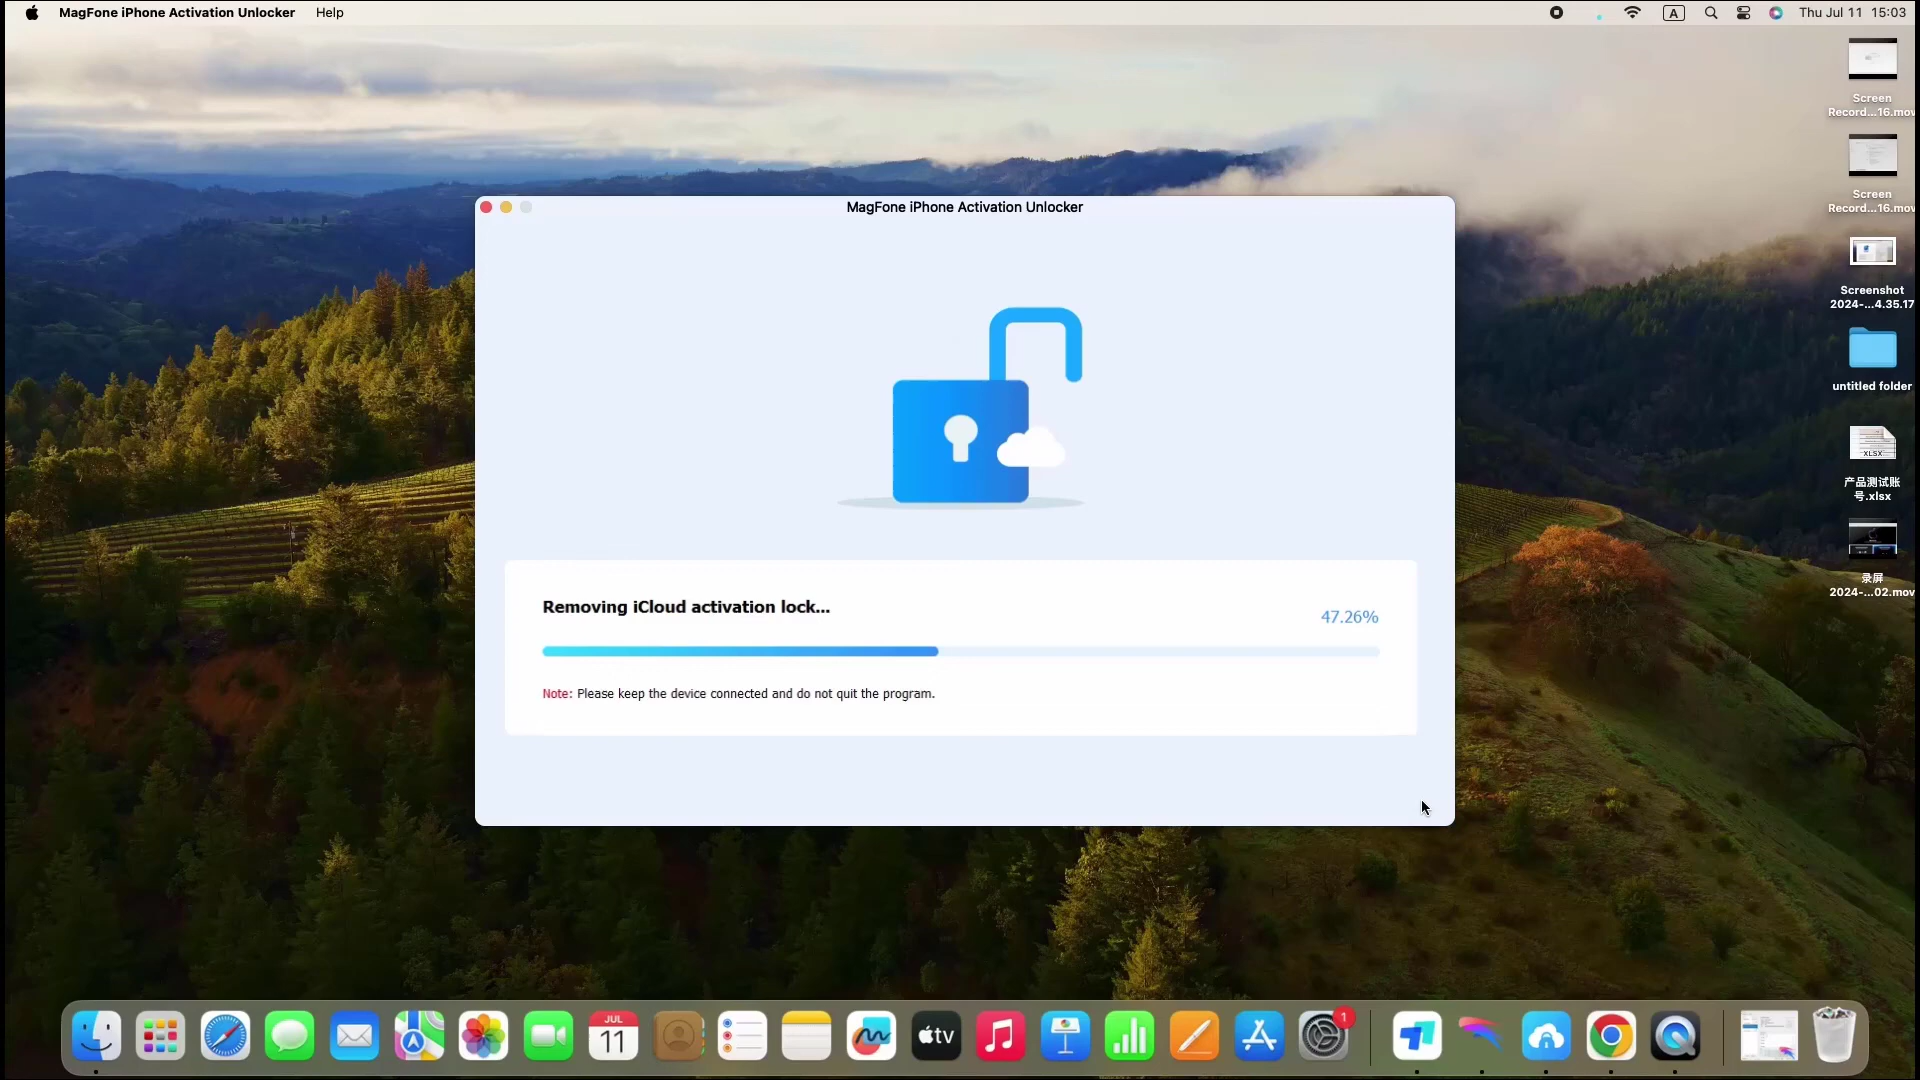 MagFone iPhone Activation Unlocker Help A Thu Jul 11 15:03
Screen
Record...16.mov
Screen
Record...16.mov
MagFone iPhone Activation Unlocker
Screenshot
2024-...4.35.17
untitled folder
XLSX
产品测试账
号.xlsx
录屏
2024-...02.mov
Removing iCloud activation lock...
47.26%
Note: Please keep the device connected and do not quit the program.
JUL
11
tv
1